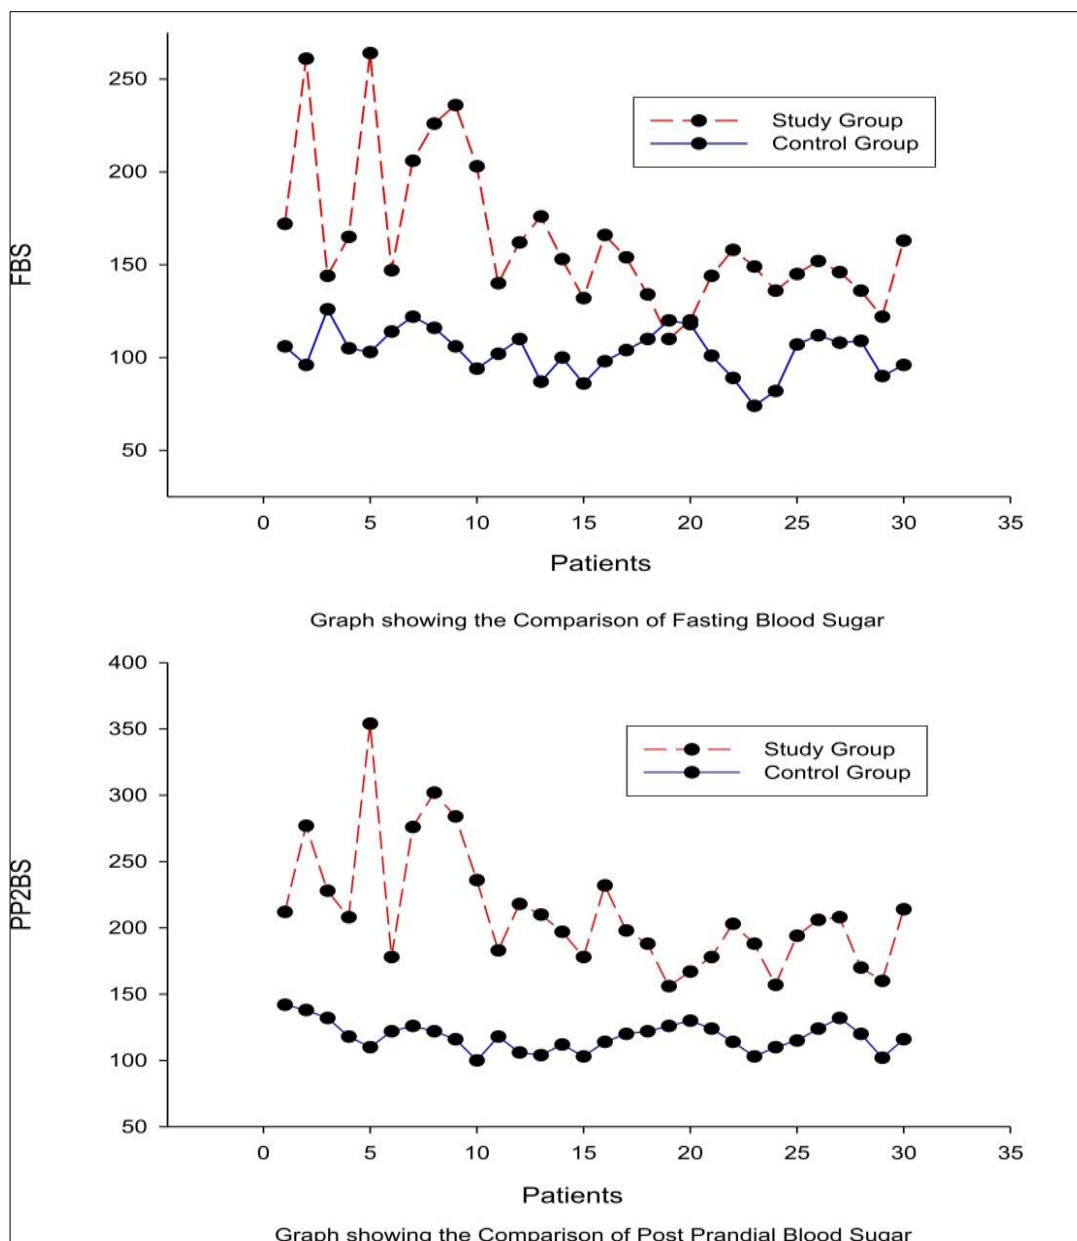 250
200
150
100
50
FBS
Study Group
Control Group
0 5 10 15 20 25 30 35
Patients
Graph showing the Comparison of Fasting Blood Sugar
400
350
300
250
200
150
100
50
PP2BS
Study Group
Control Group
0 5 10 15 20 25 30 35
Patients
Graph showing the Comparison of Post Prandial Blood Sugar